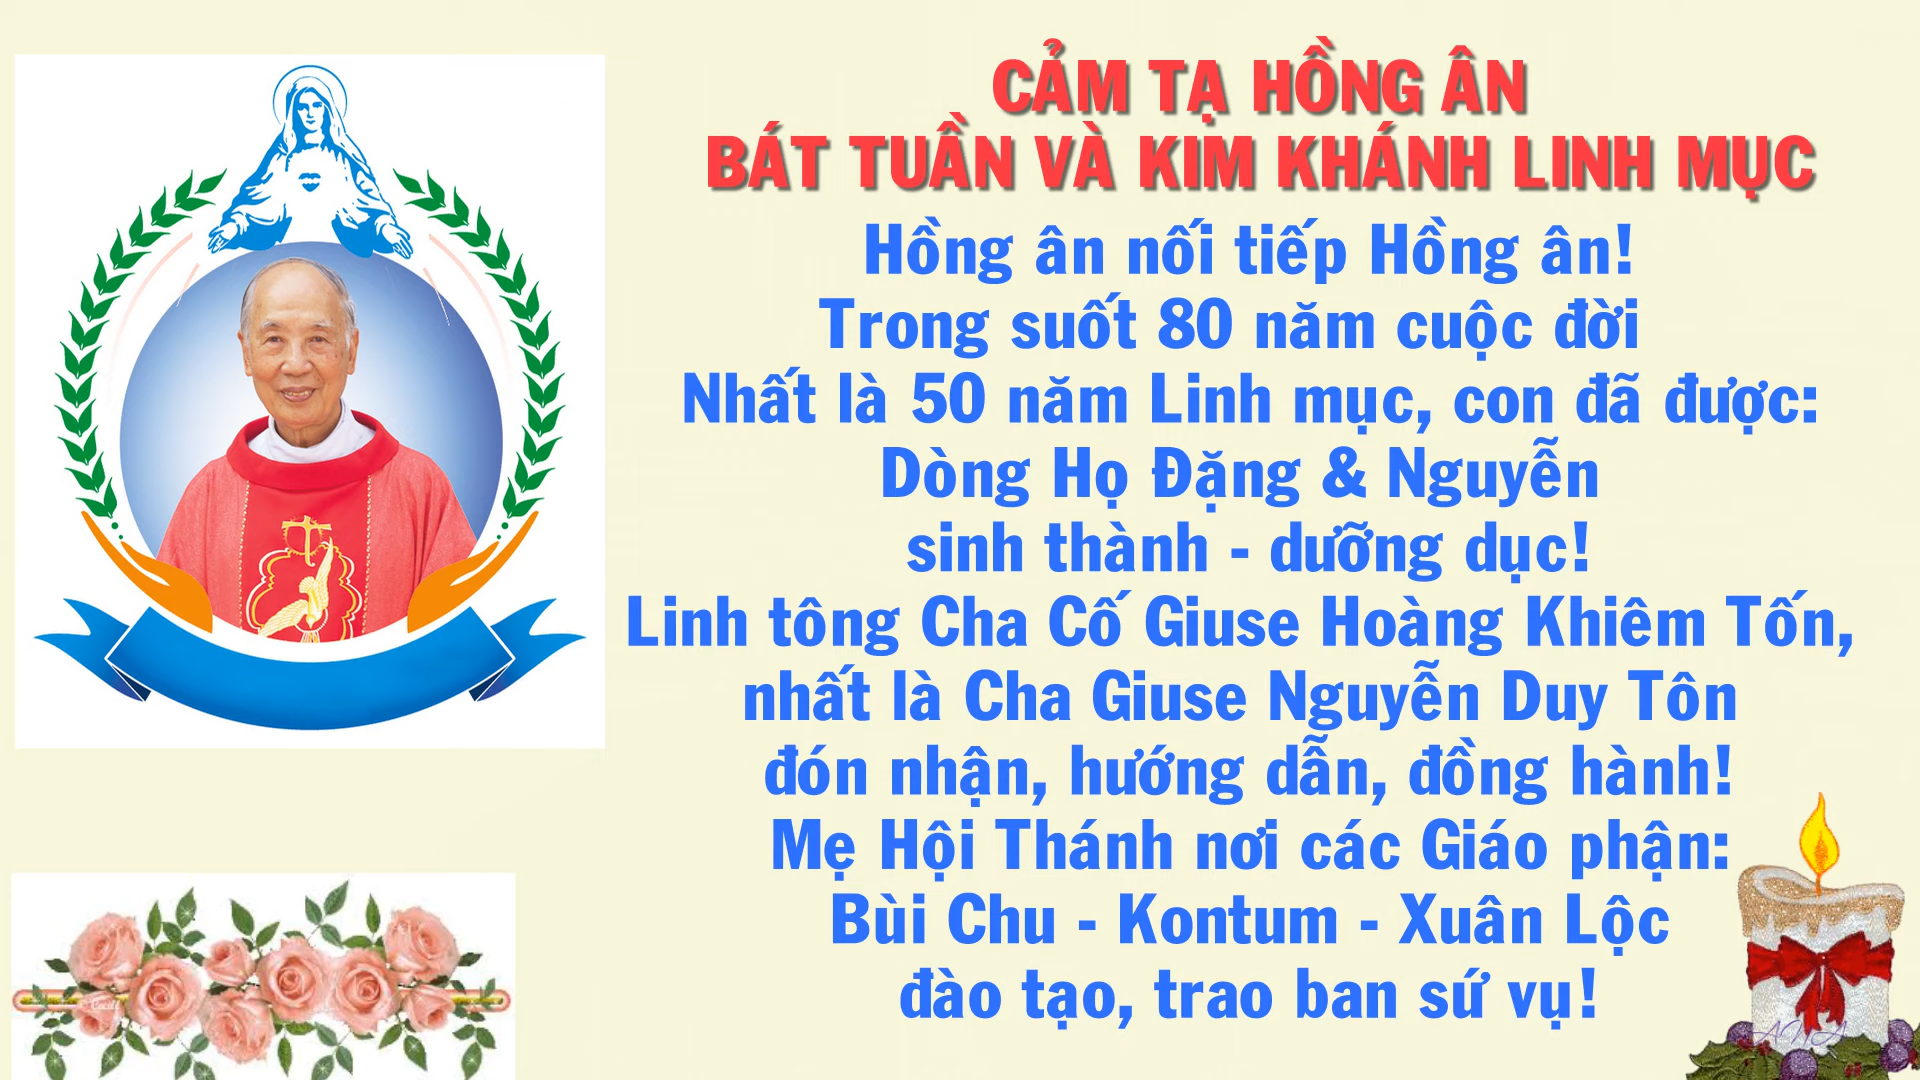 CẢM TẠ HỒNG ÂN
BÁT TUẦN VÀ KIM KHÁNH LINH MỤC
Hồng ân nối tiếp Hồng ân!
Trong suốt 80 năm cuộc đời
Nhất là 50 năm Linh mục, con đã được:
Dòng Họ Đặng & Nguyễn
sinh thành - dưỡng dục!
Linh tông Cha Cố Giuse Hoàng Khiêm Tốn,
nhất là Cha Giuse Nguyễn Duy Tôn
đón nhận, hướng dẫn, đồng hành!
Mẹ Hội Thánh nơi các Giáo phận:
Bùi Chu - Kontum - Xuân Lộc
đào tạo, trao ban sứ vụ!